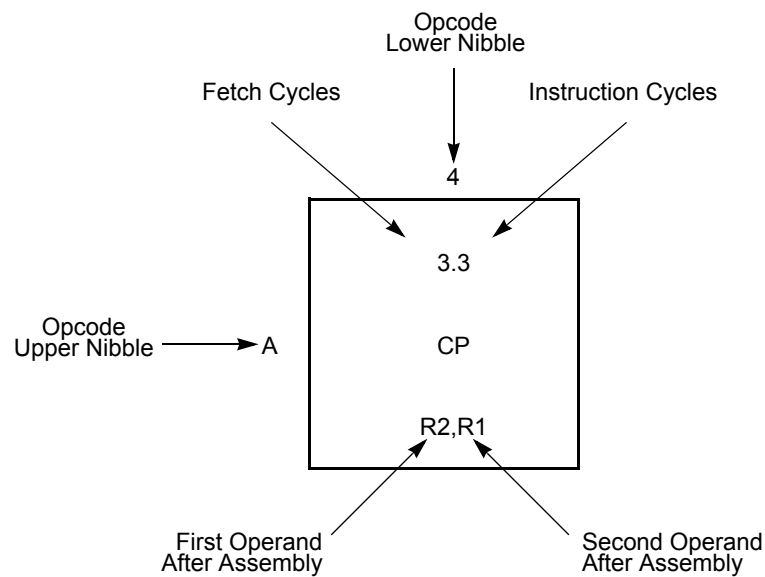 Opcode
Lower Nibble
Fetch Cycles
Instruction Cycles
4
3.3
Opcode
Upper Nibble
A
CP
R2,R1
First Operand
After Assembly
Second Operand
After Assembly